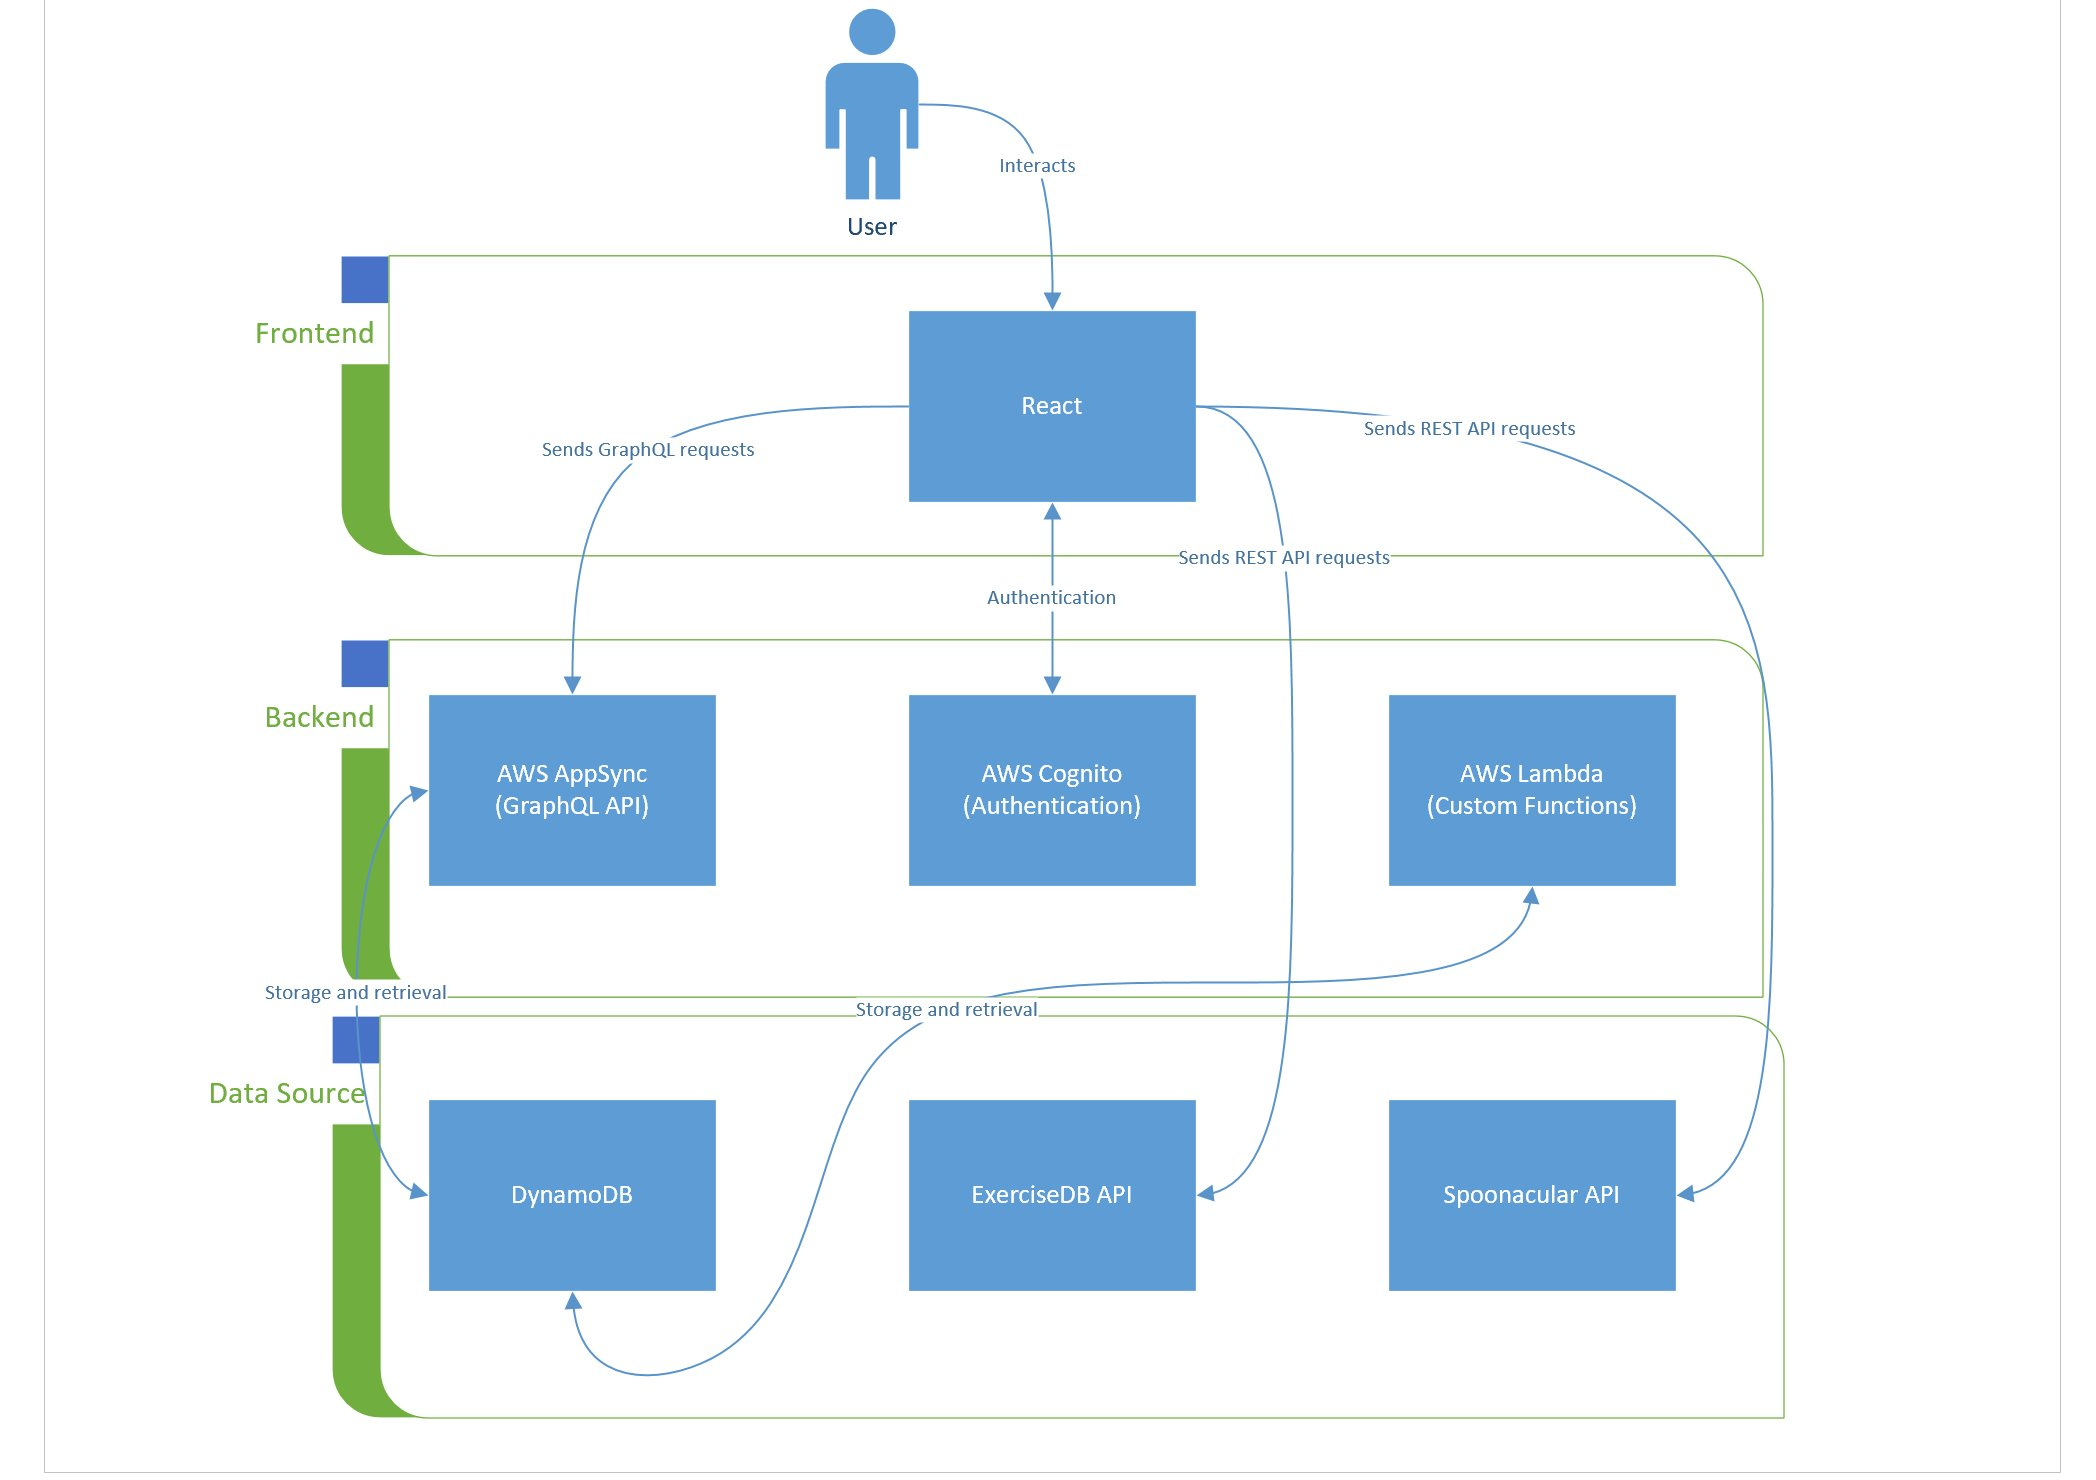 Interacts
User
Frontend
React
Sends GraphQL requests
Sends REST API requests
Sends REST API requests
Authentication
Backend
AWS AppSync
(GraphQL API)
AWS Cognito
(Authentication)
AWS Lambda
(Custom Functions)
Storage and retrieval
Storage and retrieval
Data Source
DynamoDB
ExerciseDB API
Spoonacular API